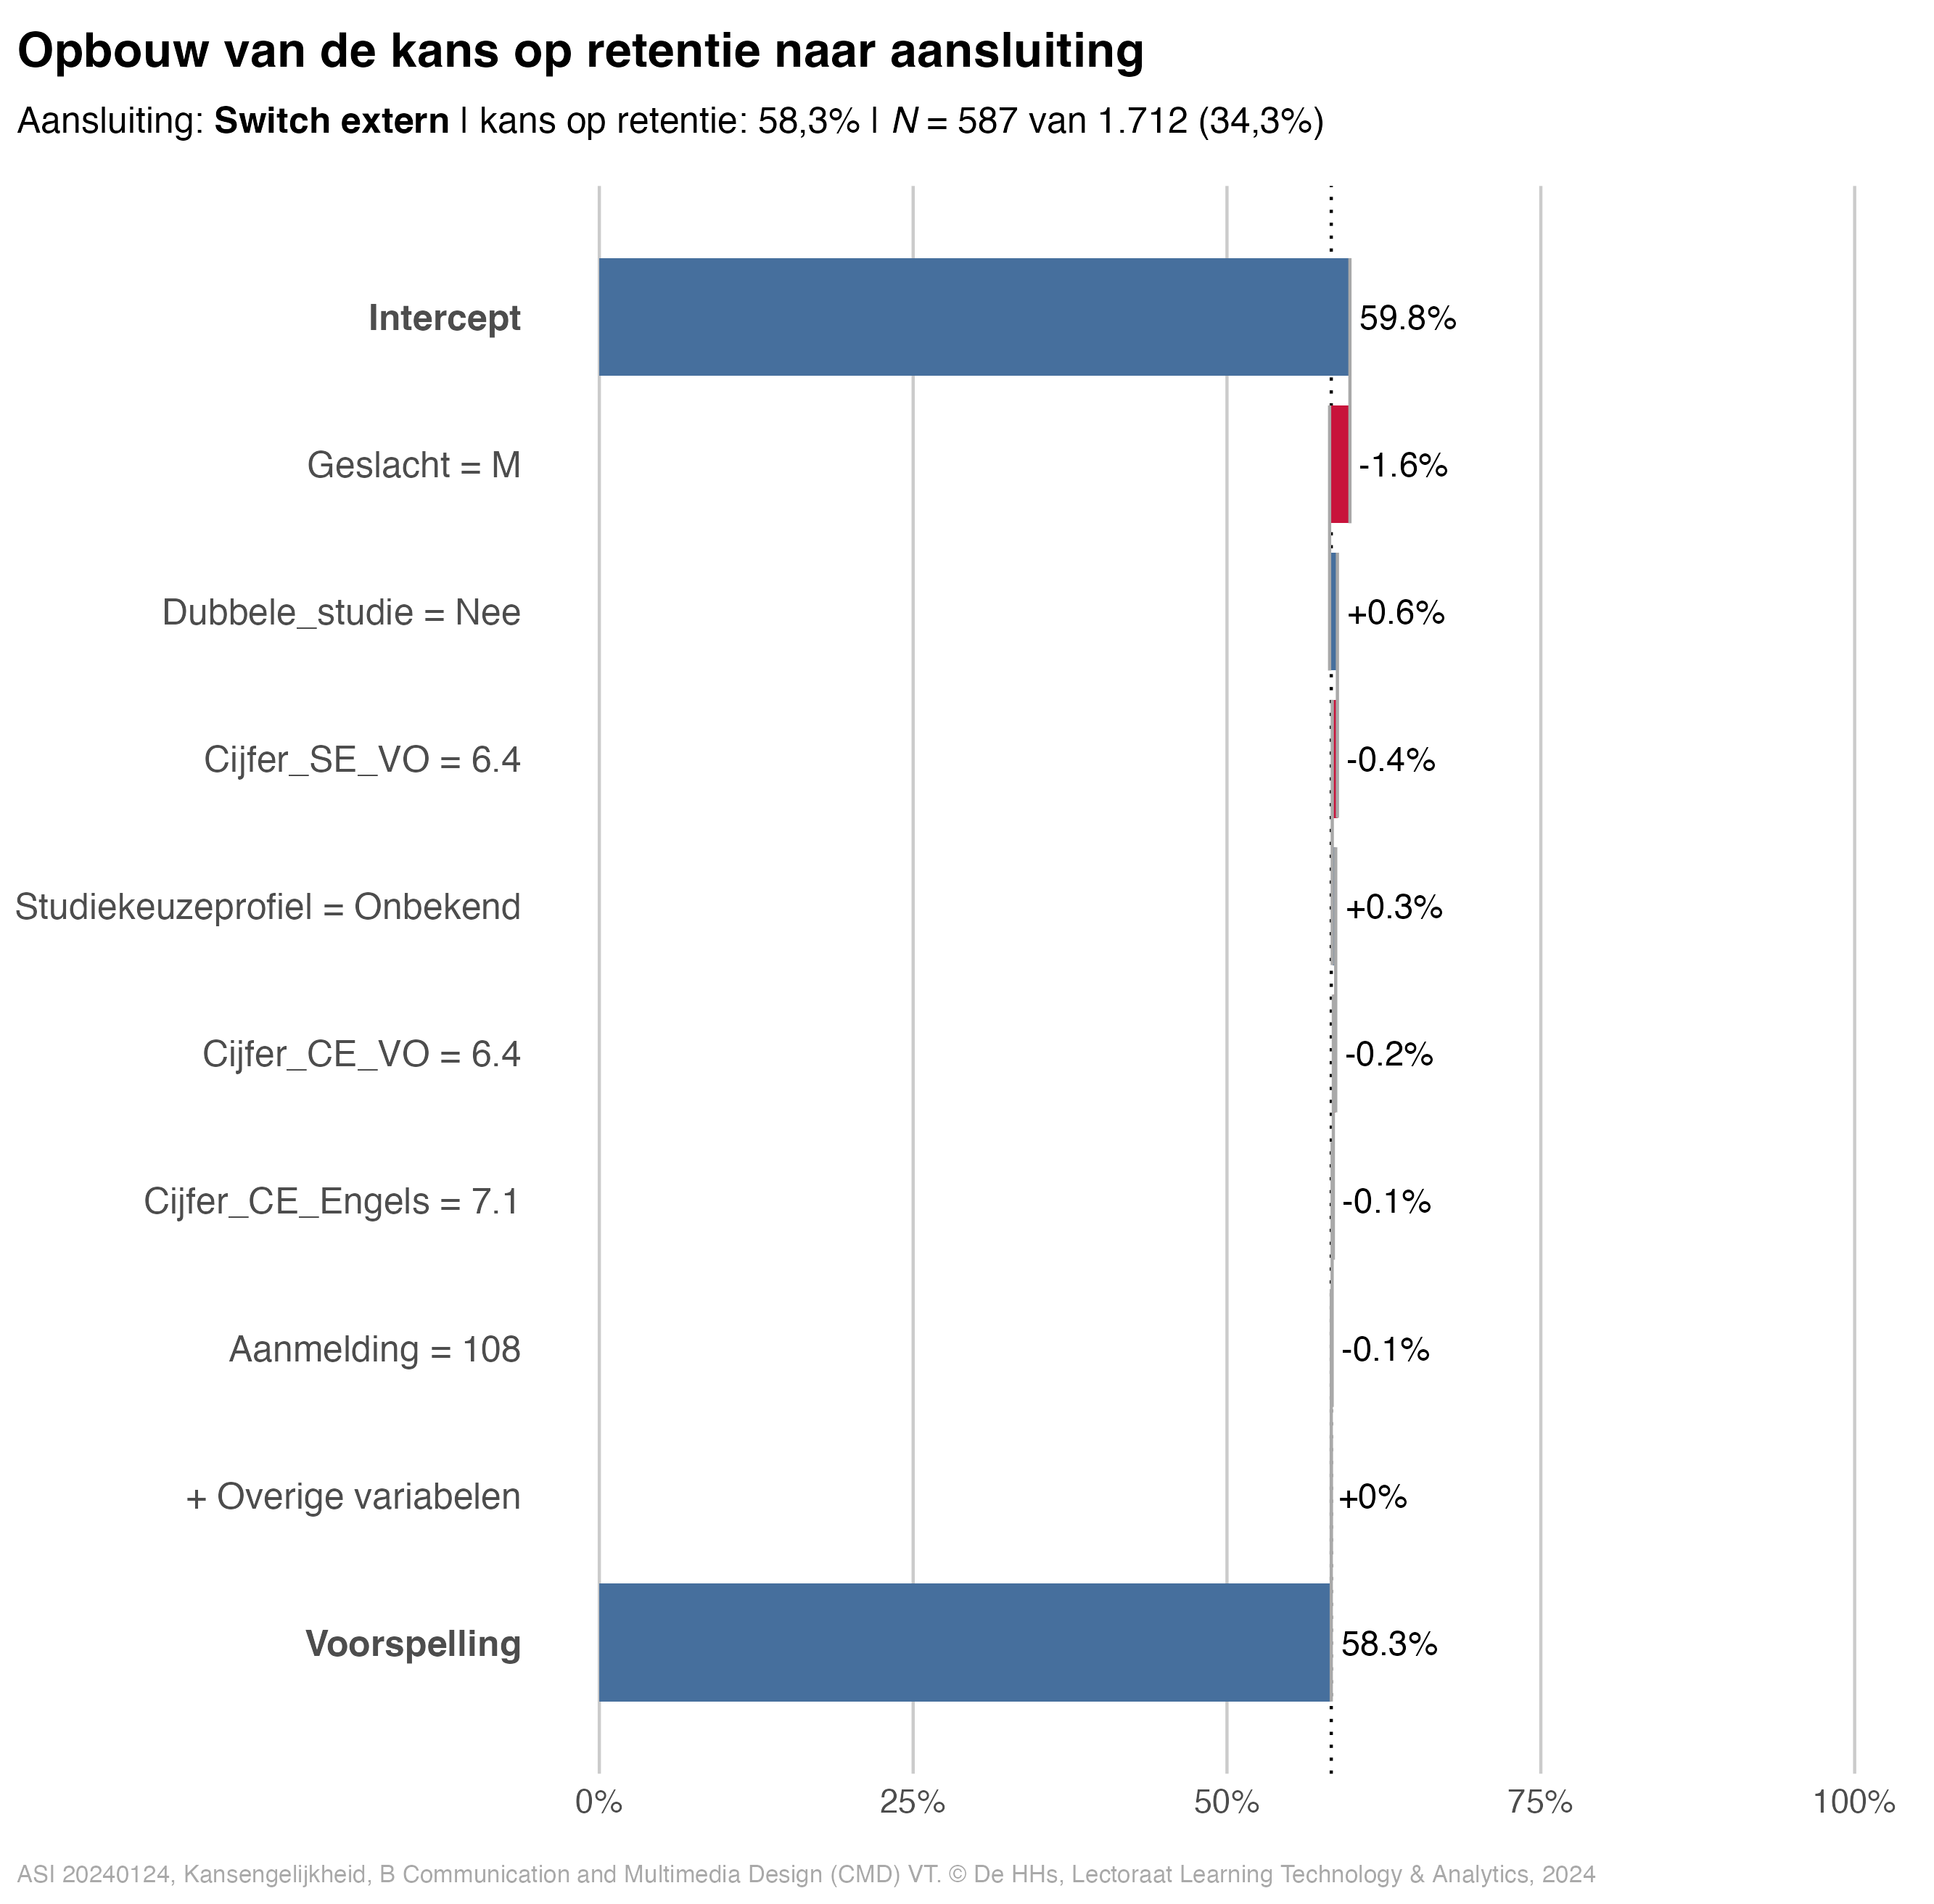 Opbouw van de kans op retentie naar aansluiting
Aansluiting: Switch extern | kans op retentie: 58,3% | N = 587 van 1.712 (34,3%)
Intercept
59.8%
Geslacht = M
-1.6%
Dubbele_studie = Nee
+0.6%
Cijfer_SE_VO = 6.4
-0.4%
Studiekeuzeprofiel = Onbekend
+0.3%
Cijfer_CE_VO = 6.4
-0.2%
Cijfer_CE_Engels = 7.1
-0.1%
Aanmelding = 108
-0.1%
+ Overige variabelen
+0%
Voorspelling
58.3%
0% 25% 50% 75% 100%
ASI 20240124, Kansengelijkheid, B Communication and Multimedia Design (CMD) VT. © De HHs, Lectoraat Learning Technology & Analytics, 2024